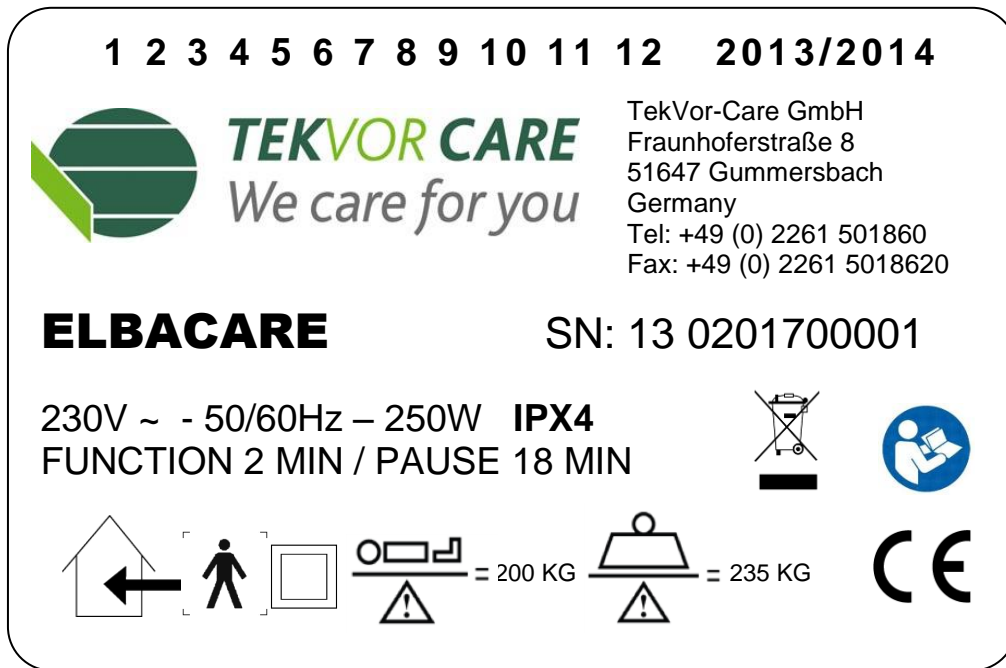 1 2 3 4 5 6 7 8 9 10 11 12 2013/2014
TEKVOR CARE
We care for you
TekVor-Care GmbH
Fraunhoferstraße 8
51647 Gummersbach
Germany
Tel: +49 (0) 2261 501860
Fax: +49 (0) 2261 5018620
ELBACARE SN: 13 0201700001
230V ~ - 50/60Hz – 250W IPX4
FUNCTION 2 MIN / PAUSE 18 MIN
= 200 KG = 235 KG
CE